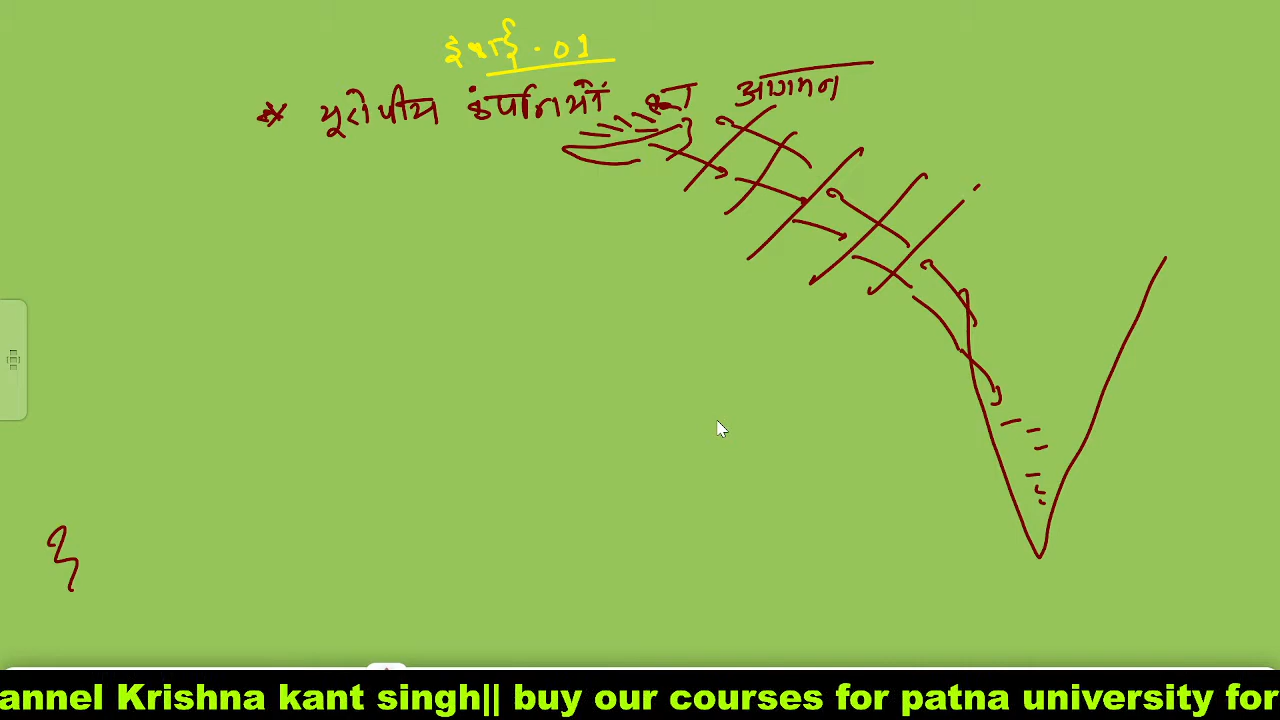 इकाई - 01
* यूरोपीय कंपनियों का आगमन
annel Krishna kant singh|| buy our courses for patna university for